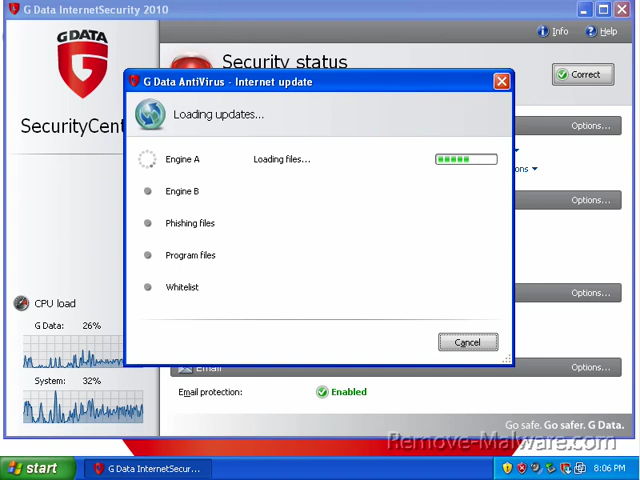 G Data InternetSecurity 2010
G DATA
Info
Help
Security status
Correct
G Data AntiVirus - Internet update
Loading updates...
SecurityCent
Options...
Engine A
Loading files...
ons
Engine B
Options...
Phishing files
Program files
Whitelist
Options...
CPU load
G Data: 26%
Cancel
Email
Options...
System: 32%
Email protection:
Enabled
Go safe. Go safer. G Data.
Remove-Malware.com
start
G Data InternetSecur...
8:06 PM